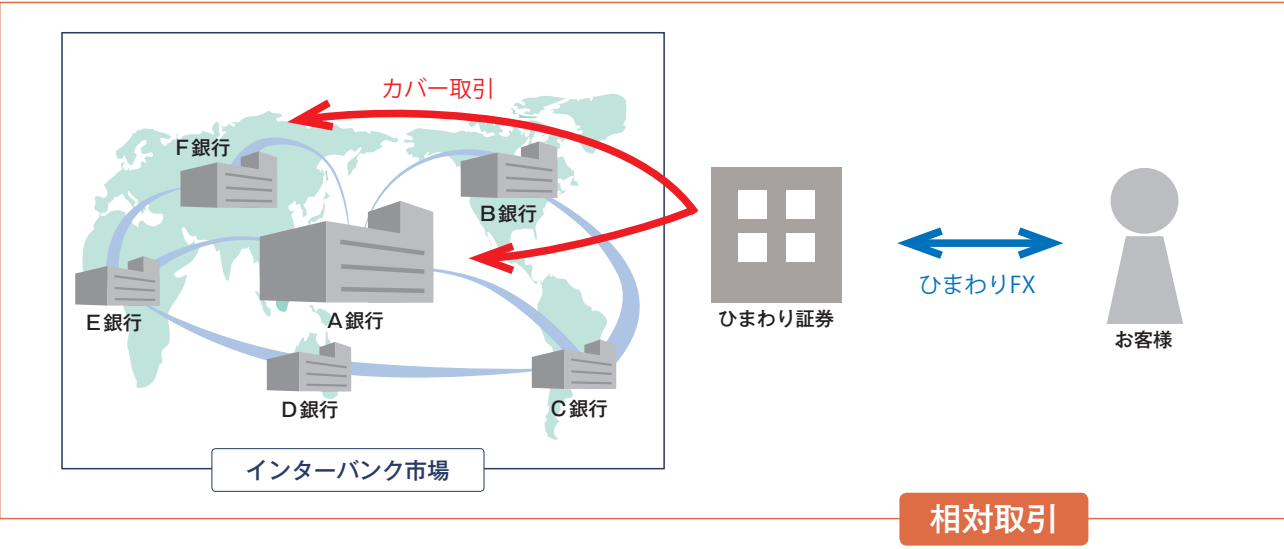 カバー取引
F銀行
B銀行
E銀行
A銀行
D銀行
C銀行
インターバンク市場
ひまわり証券
ひまわりFX
お客様
相対取引